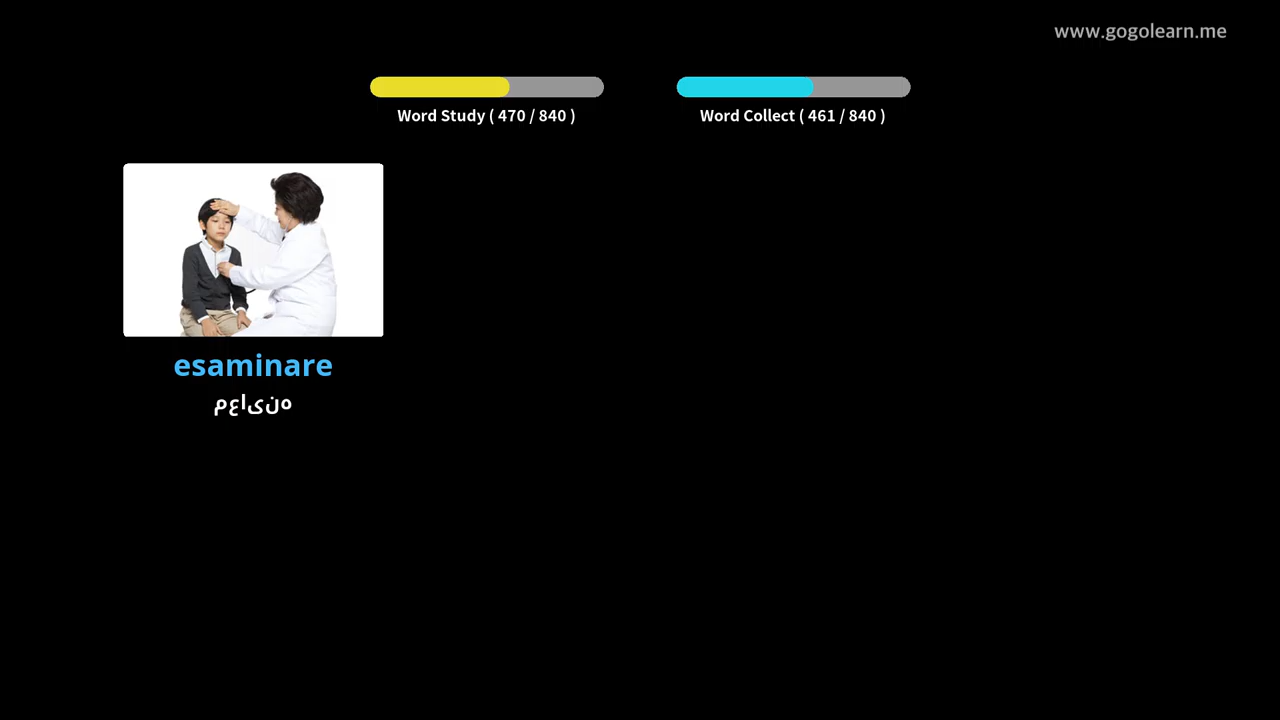 www.gogolearn.me
Word Study ( 470 / 840 )
Word Collect ( 461 / 840 )
esaminare
معاینه